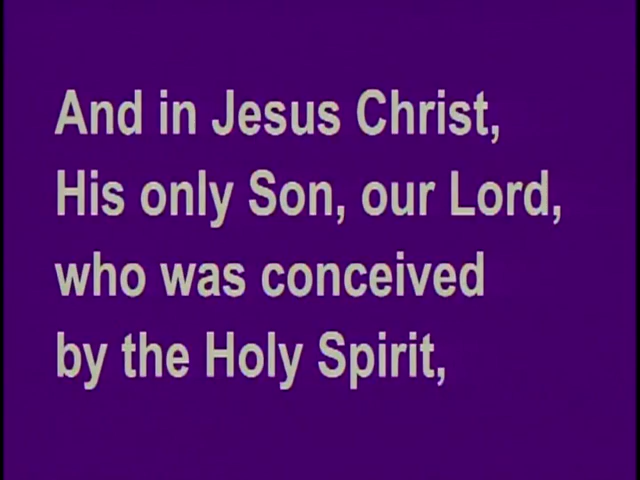 And in Jesus Christ,
His only Son, our Lord,
who was conceived
by the Holy Spirit,